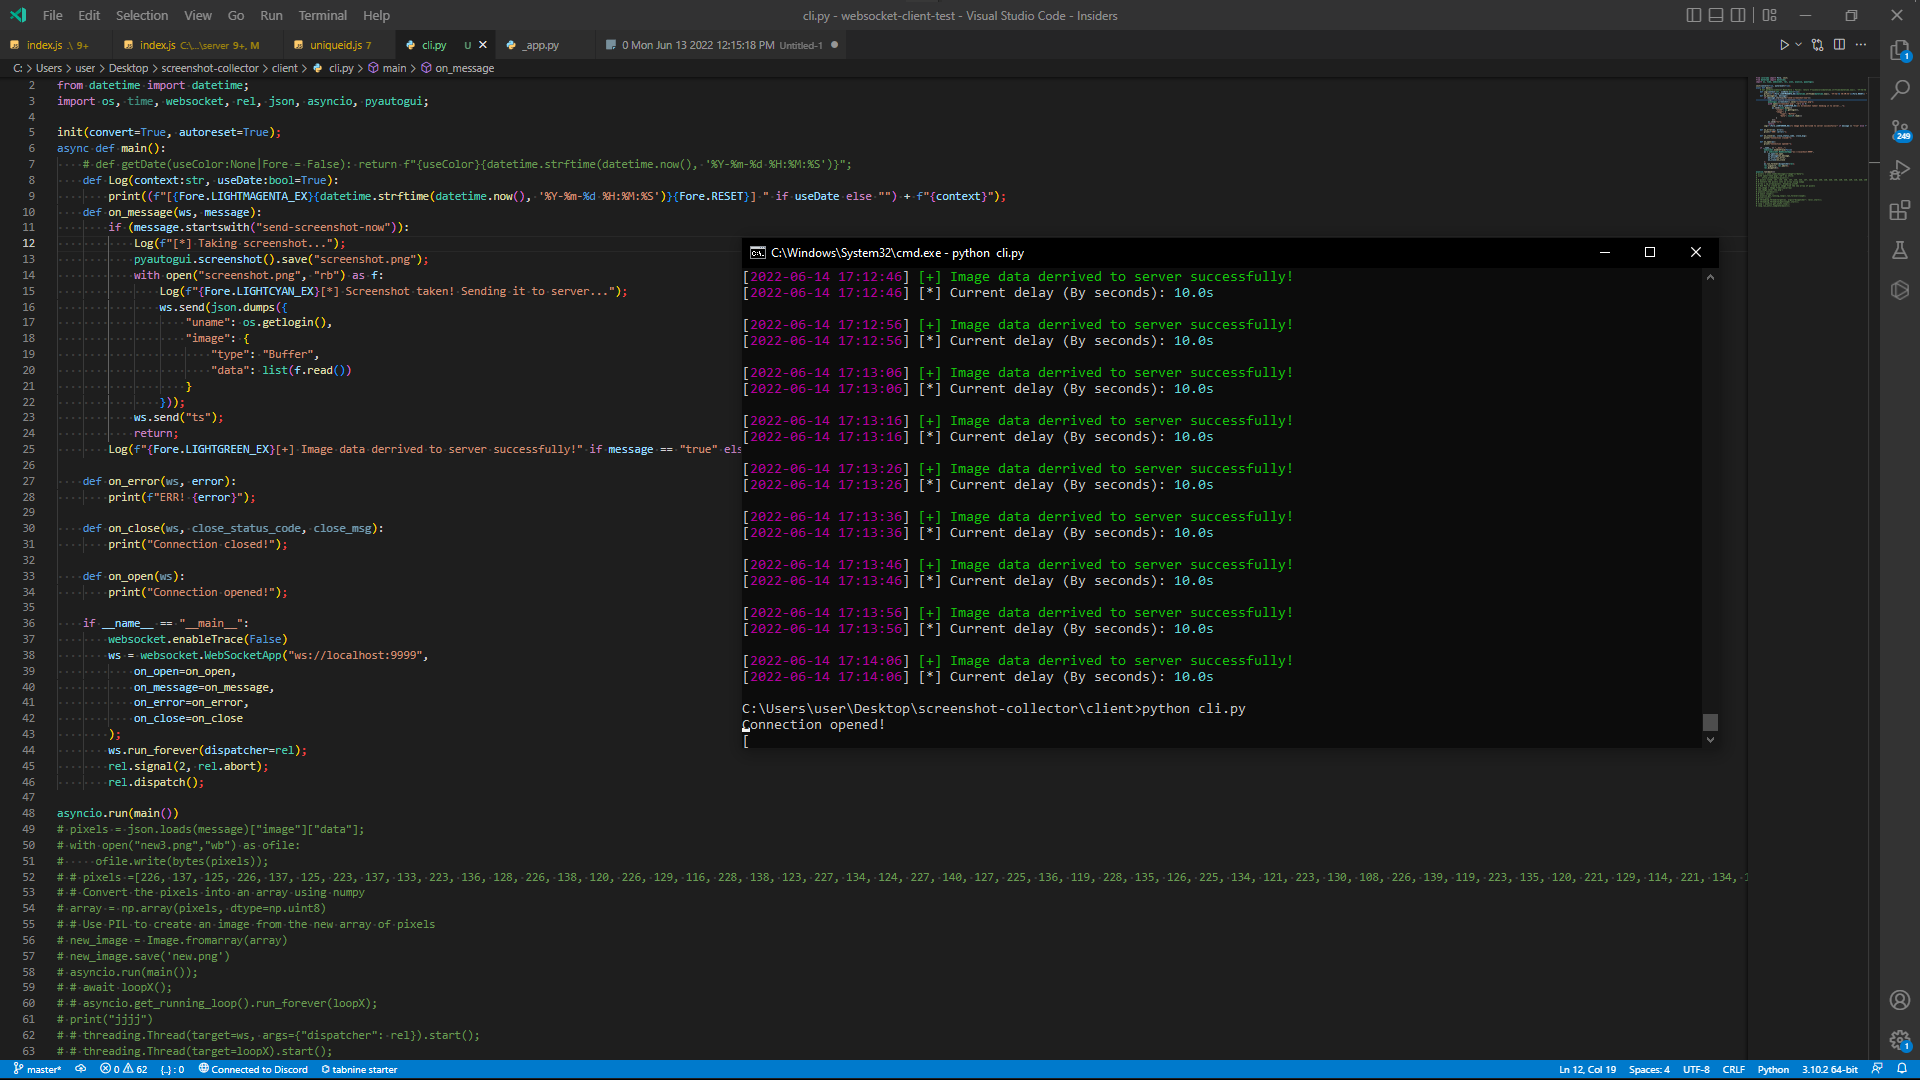 File Edit Selection View Go Run Terminal Help
cli.py - websocket-client-test - Visual Studio Code - Insiders
index.js .\ 9+
index.js C:\...\server 9+, M
uniqueid.js 7
cli.py U
_app.py
0 Mon Jun 13 2022 12:15:18 PM Untitled-1
C: > Users > user > Desktop > screenshot-collector > client > cli.py > main > on_message
2 from datetime import datetime;
3 import os, time, websocket, rel, json, asyncio, pyautogui;
4
5 init(convert=True, autoreset=True);
6 async def main():
7 # def getDate(useColor:None|Fore = False): return f"{useColor}{datetime.strftime(datetime.now(), '%Y-%m-%d %H:%M:%S')}";
8 def Log(context:str, useDate:bool=True):
9 print((f"[{Fore.LIGHTMAGENTA_EX}{datetime.strftime(datetime.now(), '%Y-%m-%d %H:%M:%S')}{Fore.RESET}] " if useDate else "") + f"{context}");
10 def on_message(ws, message):
11 if (message.startswith("send-screenshot-now")):
12 Log(f"[*] Taking screenshot...");
13 pyautogui.screenshot().save("screenshot.png");
14 with open("screenshot.png", "rb") as f:
15 Log(f"{Fore.LIGHTCYAN_EX}[*] Screenshot taken! Sending it to server...");
16 ws.send(json.dumps({
17 "uname": os.getlogin(),
18 "image": {
19 "type": "Buffer",
20 "data": list(f.read())
21 }
22 }));
23 ws.send("ts");
24 return;
25 Log(f"{Fore.LIGHTGREEN_EX}[+] Image data derrived to server successfully!" if message == "true" els
26
27 def on_error(ws, error):
28 print(f"ERR! {error}");
29
30 def on_close(ws, close_status_code, close_msg):
31 print("Connection closed!");
32
33 def on_open(ws):
34 print("Connection opened!");
35
36 if __name__ == "__main__":
37 websocket.enableTrace(False)
38 ws = websocket.WebSocketApp("ws://localhost:9999",
39 on_open=on_open,
40 on_message=on_message,
41 on_error=on_error,
42 on_close=on_close
43 );
44 ws.run_forever(dispatcher=rel);
45 rel.signal(2, rel.abort);
46 rel.dispatch();
47
48 asyncio.run(main())
49 # pixels = json.loads(message)["image"]["data"];
50 # with open("new3.png","wb") as ofile:
51 # ofile.write(bytes(pixels));
52 # # pixels =[226, 137, 125, 226, 137, 125, 223, 137, 133, 223, 136, 128, 226, 138, 120, 226, 129, 116, 228, 138, 123, 227, 134, 124, 227, 140, 127, 225, 136, 119, 228, 135, 126, 225, 134, 121, 223, 130, 108, 226, 139, 119, 223, 135, 120, 221, 129, 114, 221, 134, 1
53 # # Convert the pixels into an array using numpy
54 # array = np.array(pixels, dtype=np.uint8)
55 # # Use PIL to create an image from the new array of pixels
56 # new_image = Image.fromarray(array)
57 # new_image.save('new.png')
58 # asyncio.run(main());
59 # # await loopX();
60 # # asyncio.get_running_loop().run_forever(loopX);
61 # print("jjjj")
62 # # threading.Thread(target=ws, args={"dispatcher": rel}).start();
63 # # threading.Thread(target=loopX).start();
C:\Windows\System32\cmd.exe - python cli.py
[2022-06-14 17:12:46] [+] Image data derrived to server successfully!
[2022-06-14 17:12:46] [*] Current delay (By seconds): 10.0s
[2022-06-14 17:12:56] [+] Image data derrived to server successfully!
[2022-06-14 17:12:56] [*] Current delay (By seconds): 10.0s
[2022-06-14 17:13:06] [+] Image data derrived to server successfully!
[2022-06-14 17:13:06] [*] Current delay (By seconds): 10.0s
[2022-06-14 17:13:16] [+] Image data derrived to server successfully!
[2022-06-14 17:13:16] [*] Current delay (By seconds): 10.0s
[2022-06-14 17:13:26] [+] Image data derrived to server successfully!
[2022-06-14 17:13:26] [*] Current delay (By seconds): 10.0s
[2022-06-14 17:13:36] [+] Image data derrived to server successfully!
[2022-06-14 17:13:36] [*] Current delay (By seconds): 10.0s
[2022-06-14 17:13:46] [+] Image data derrived to server successfully!
[2022-06-14 17:13:46] [*] Current delay (By seconds): 10.0s
[2022-06-14 17:13:56] [+] Image data derrived to server successfully!
[2022-06-14 17:13:56] [*] Current delay (By seconds): 10.0s
[2022-06-14 17:14:06] [+] Image data derrived to server successfully!
[2022-06-14 17:14:06] [*] Current delay (By seconds): 10.0s
C:\Users\user\Desktop\screenshot-collector\client>python cli.py
Connection opened!
[
1
249
1
master* 0 62 {..} : 0 Connected to Discord tabnine starter
Ln 12, Col 19 Spaces: 4 UTF-8 CRLF Python 3.10.2 64-bit